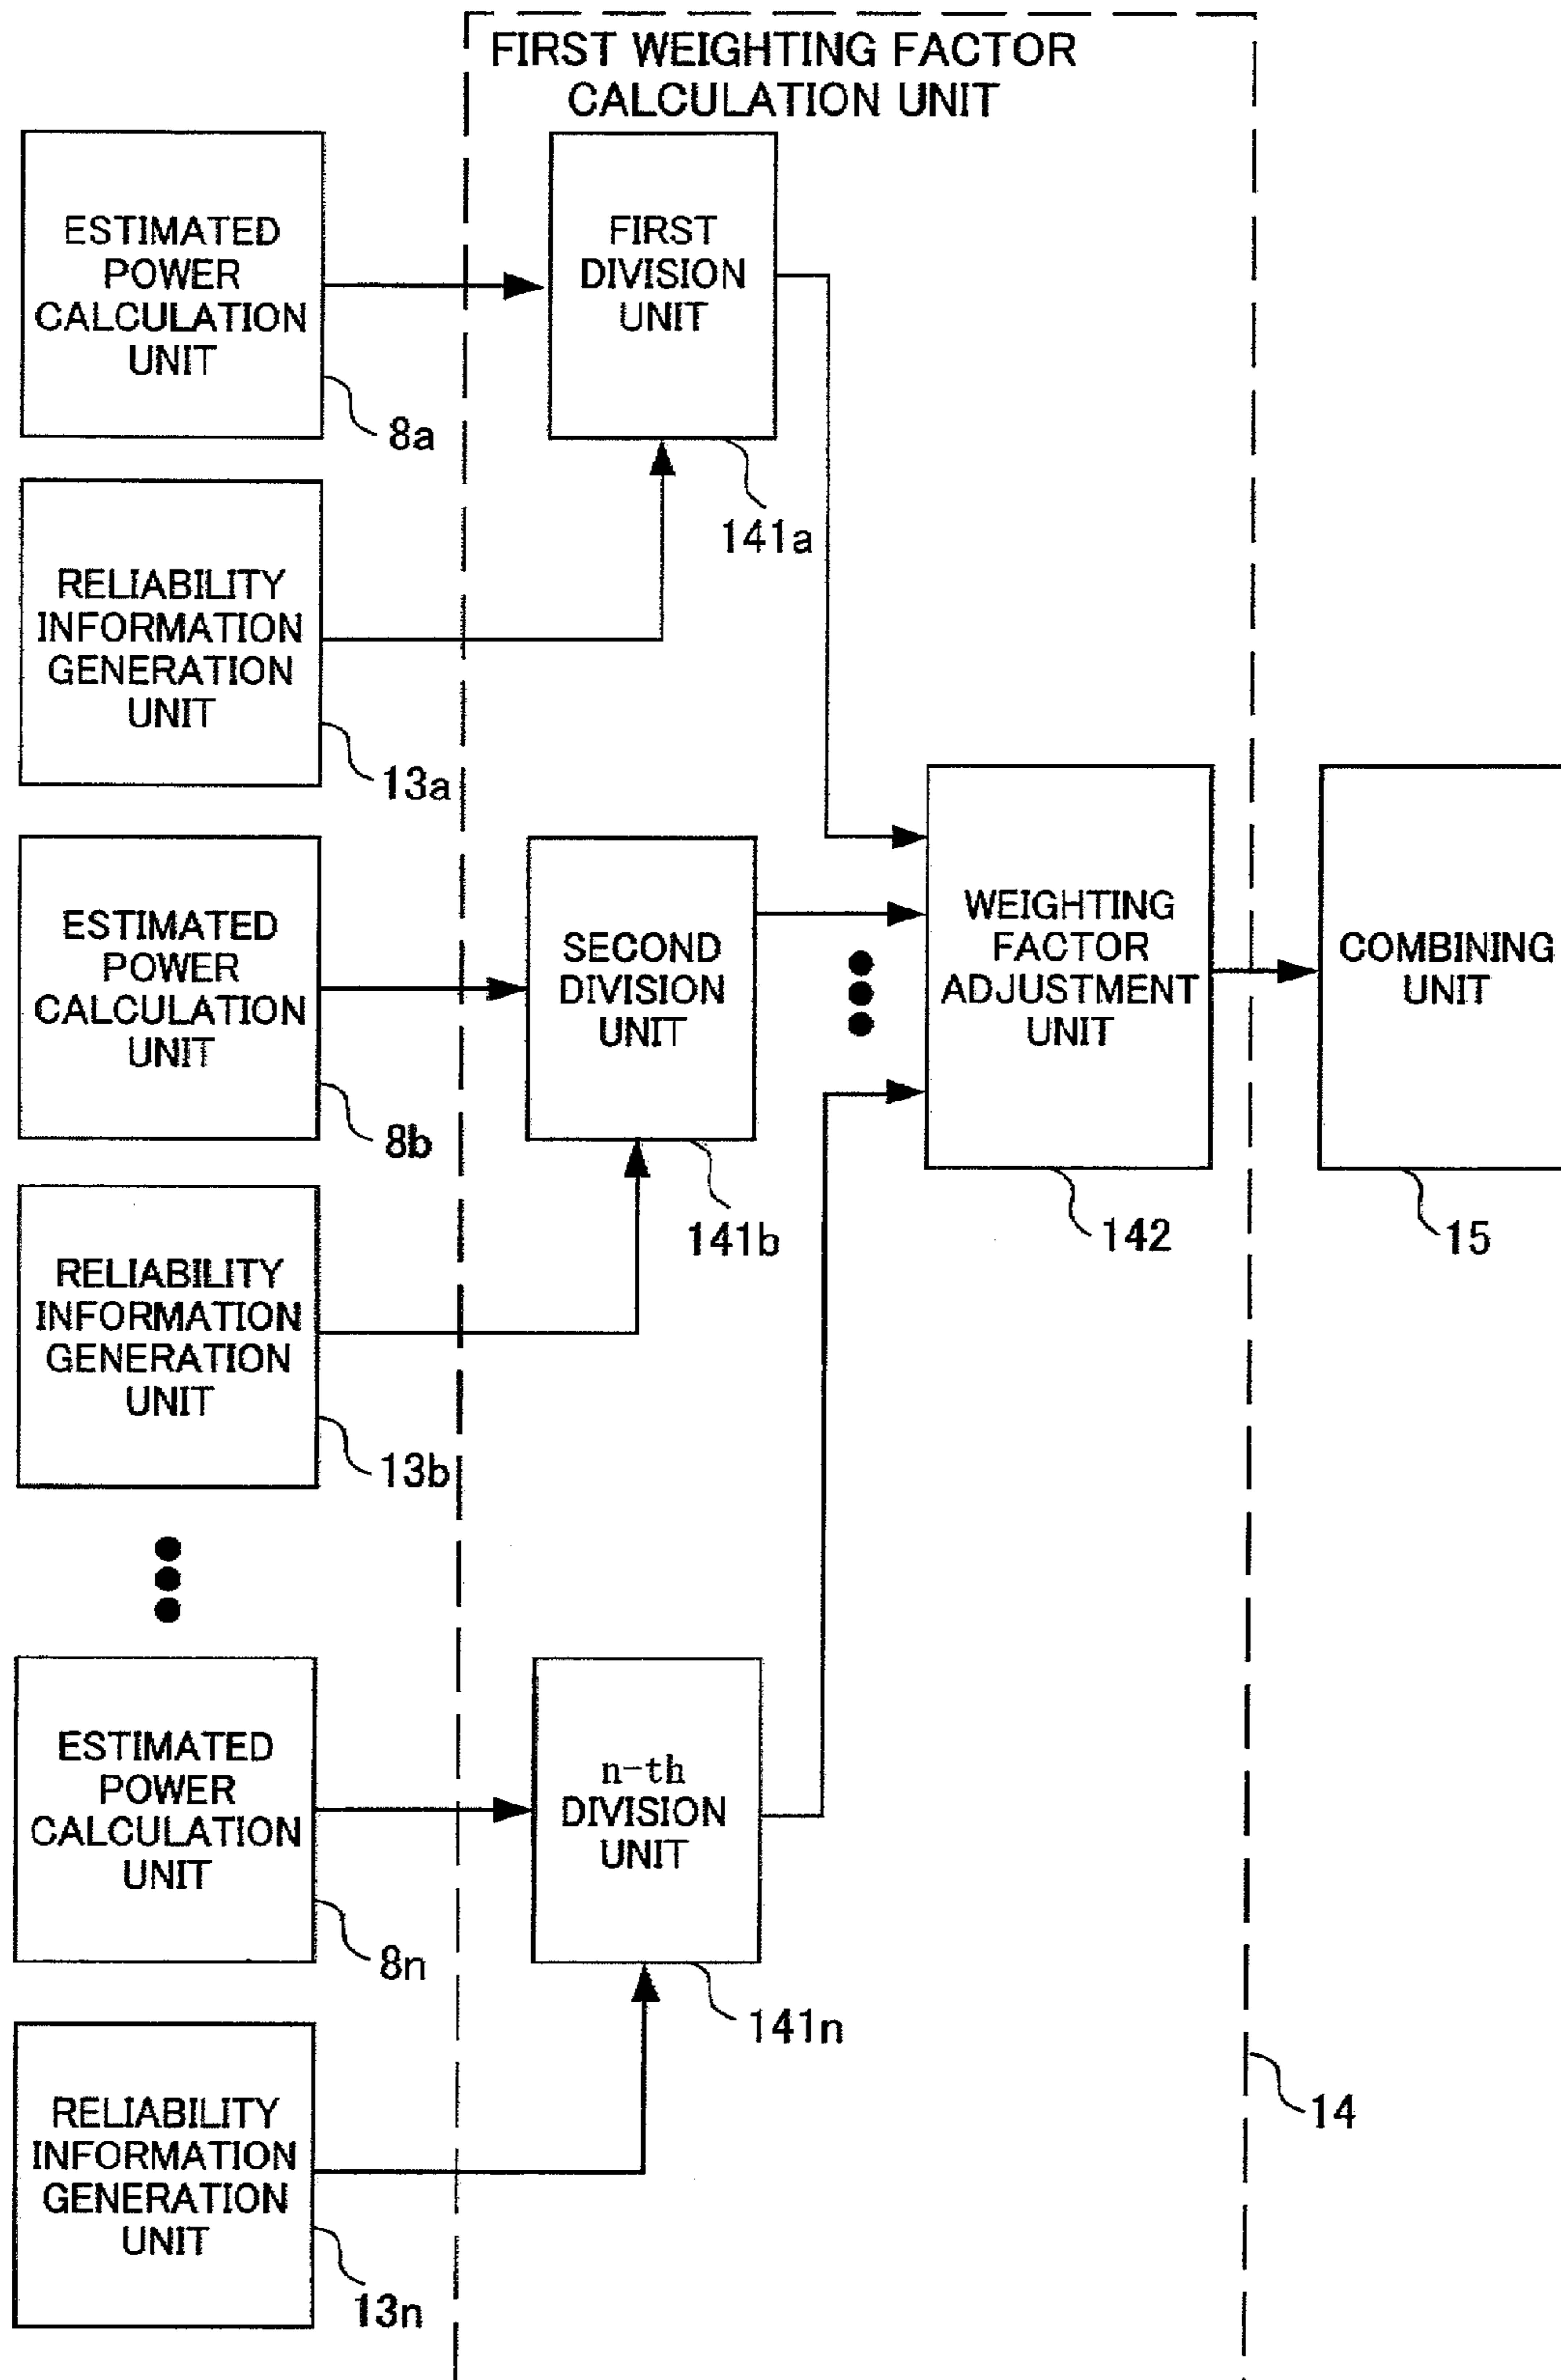 FIRST WEIGHTING FACTOR
CALCULATION UNIT
ESTIMATED
POWER
CALCULATION
UNIT
8a
FIRST
DIVISION
UNIT
141a
RELIABILITY
INFORMATION
GENERATION
UNIT
13a
ESTIMATED
POWER
CALCULATION
UNIT
8b
SECOND
DIVISION
UNIT
141b
WEIGHTING
FACTOR
ADJUSTMENT
UNIT
142
COMBINING
UNIT
15
RELIABILITY
INFORMATION
GENERATION
UNIT
13b
ESTIMATED
POWER
CALCULATION
UNIT
8n
n-th
DIVISION
UNIT
141n
RELIABILITY
INFORMATION
GENERATION
UNIT
13n
14